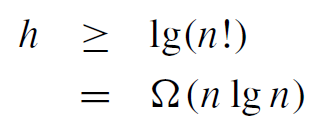 h ≥ lg(n!)
= Ω(n lg n)